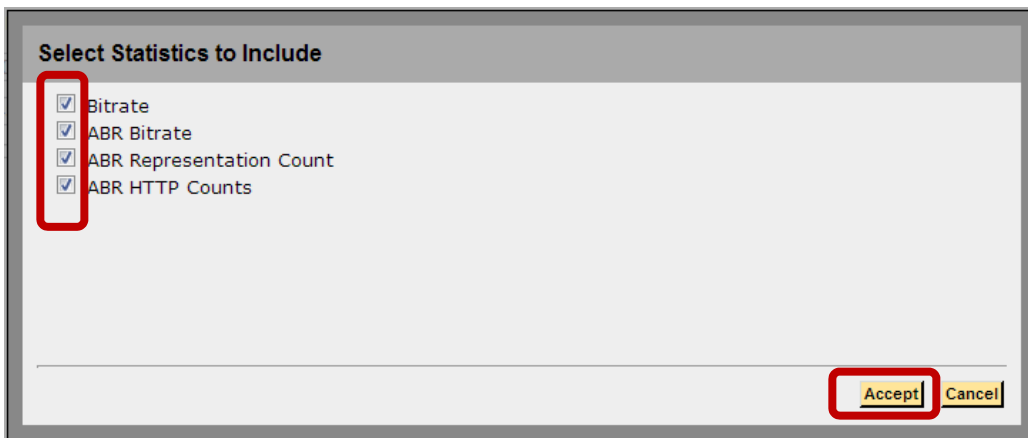 Select Statistics to Include
Bitrate
ABR Bitrate
ABR Representation Count
ABR HTTP Counts
Accept Cancel